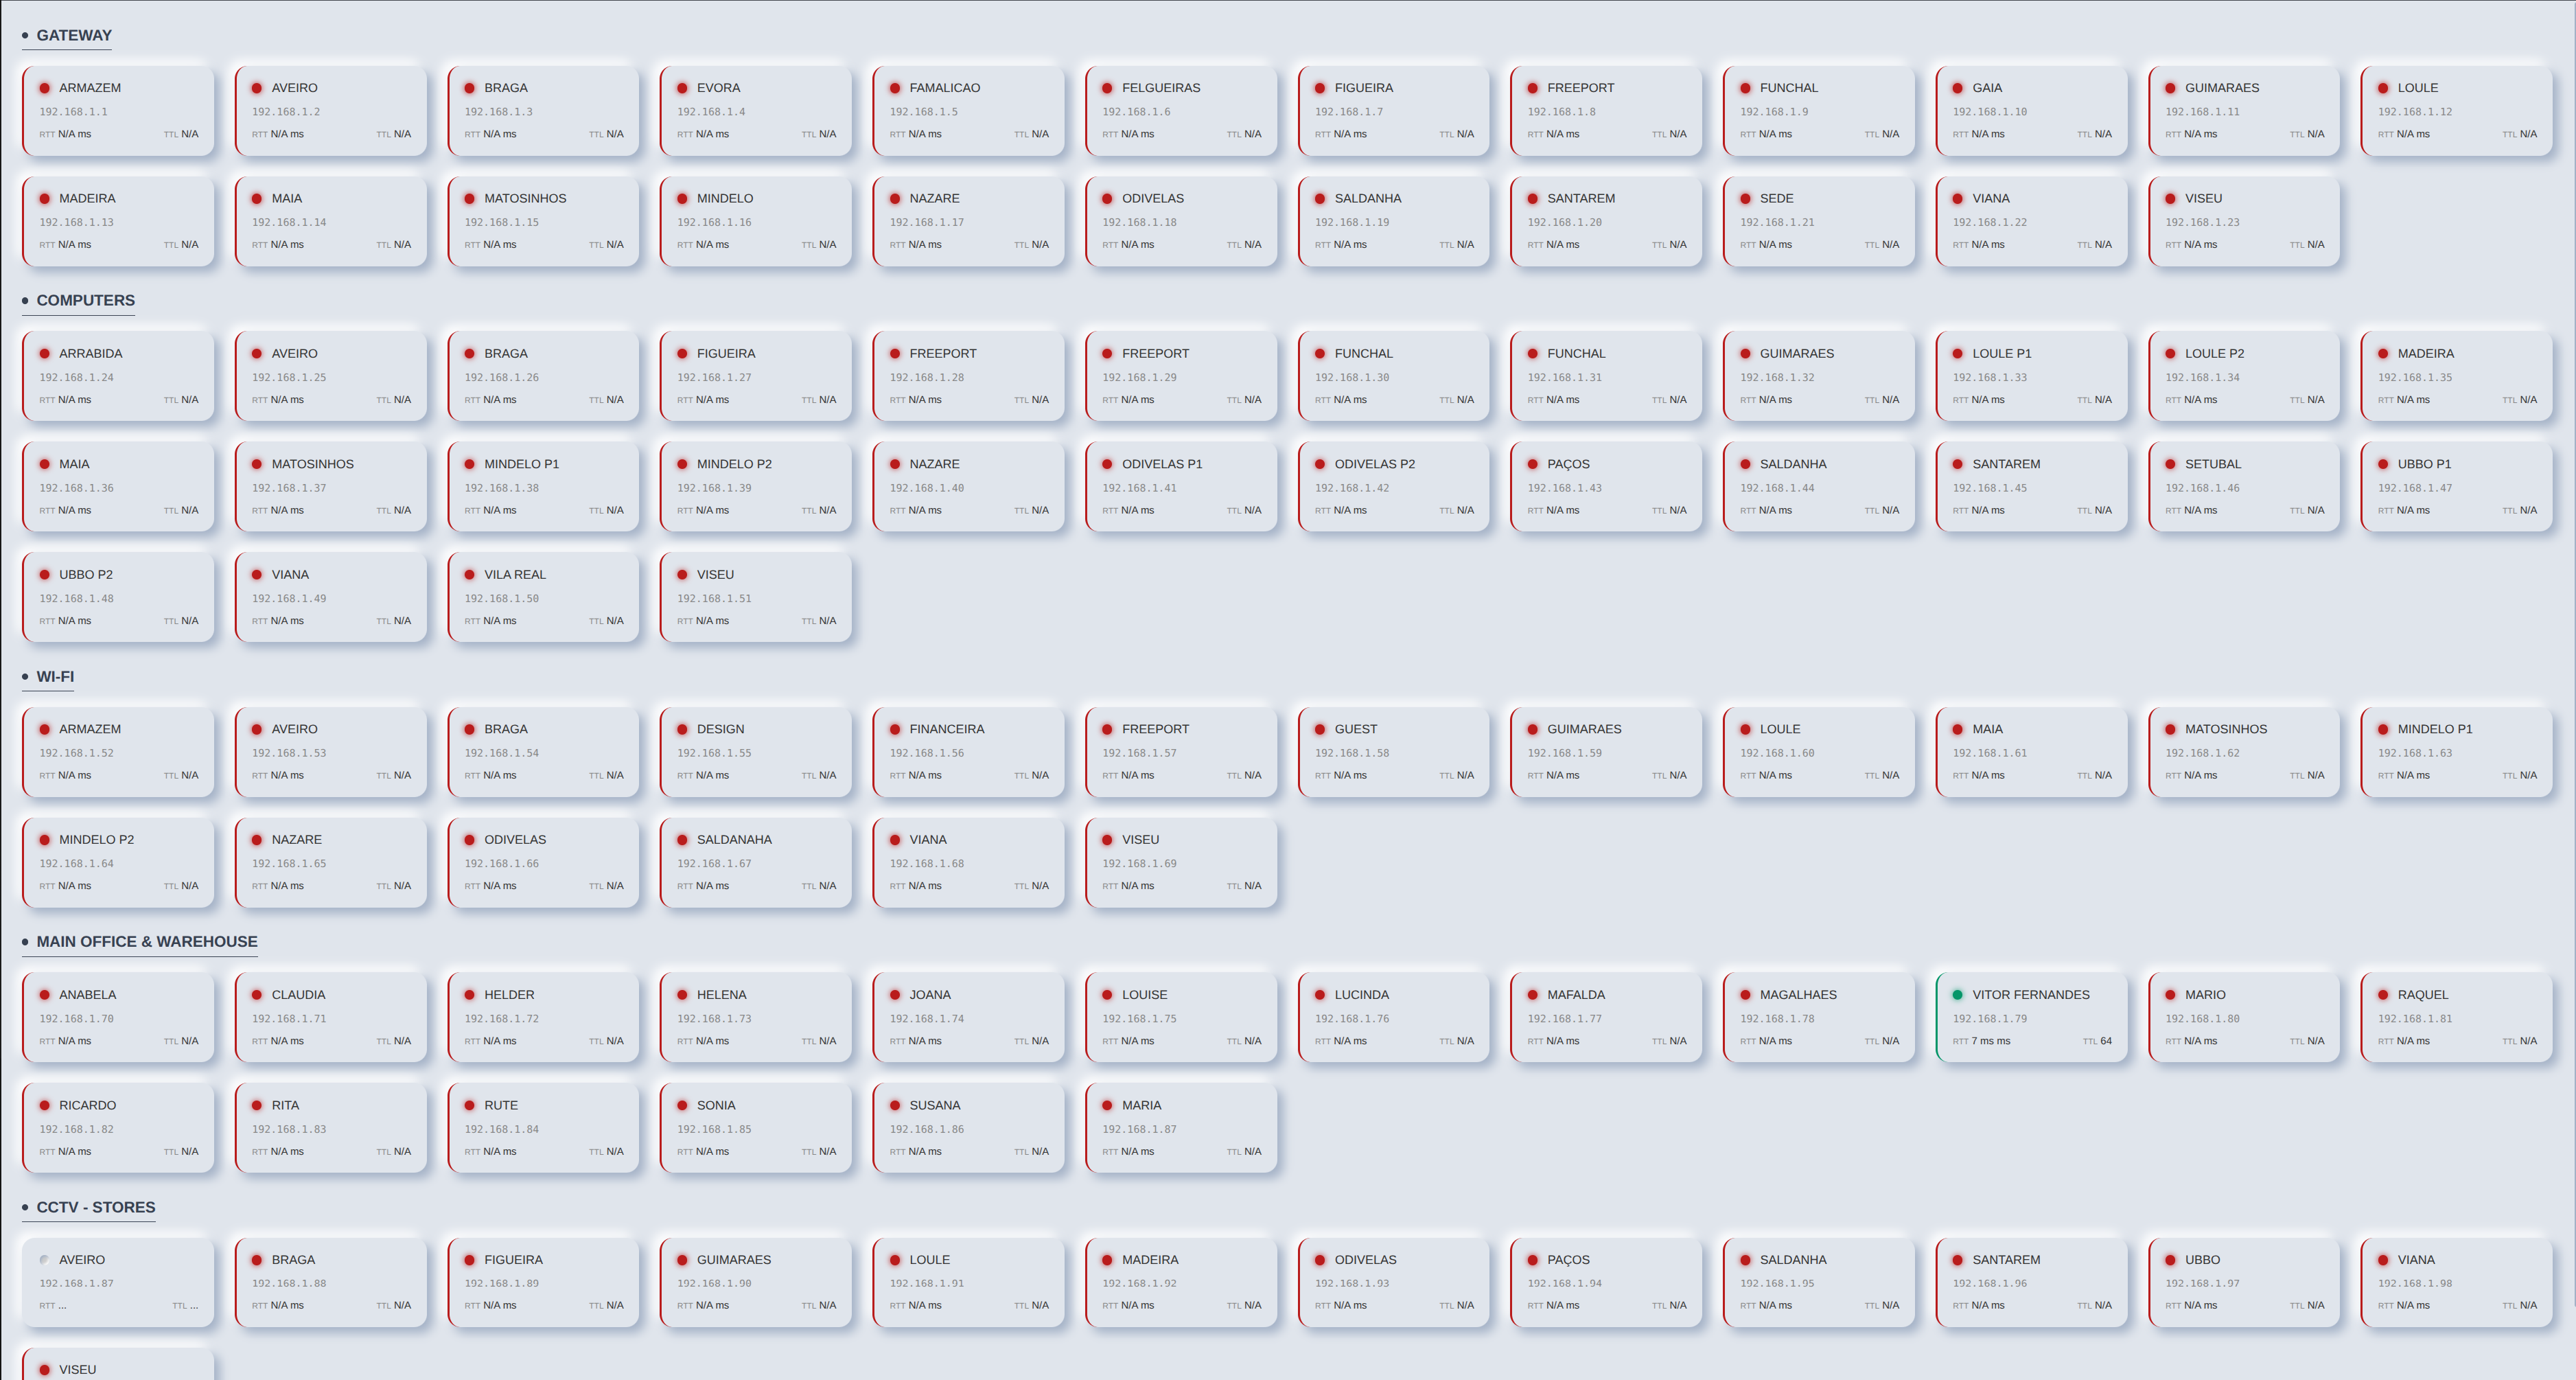 GATEWAY
ARMAZEM AVEIRO BRAGA EVORA FAMALICAO FELGUEIRAS FIGUEIRA FREEPORT FUNCHAL GAIA GUIMARAES LOULE
192.168.1.1 192.168.1.2 192.168.1.3 192.168.1.4 192.168.1.5 192.168.1.6 192.168.1.7 192.168.1.8 192.168.1.9 192.168.1.10 192.168.1.11 192.168.1.12
RTT N/A ms TTL N/A RTT N/A ms TTL N/A RTT N/A ms TTL N/A RTT N/A ms TTL N/A RTT N/A ms TTL N/A RTT N/A ms TTL N/A RTT N/A ms TTL N/A RTT N/A ms TTL N/A RTT N/A ms TTL N/A RTT N/A ms TTL N/A RTT N/A ms TTL N/A RTT N/A ms TTL N/A
MADEIRA MAIA MATOSINHOS MINDELO NAZARE ODIVELAS SALDANHA SANTAREM SEDE VIANA VISEU
192.168.1.13 192.168.1.14 192.168.1.15 192.168.1.16 192.168.1.17 192.168.1.18 192.168.1.19 192.168.1.20 192.168.1.21 192.168.1.22 192.168.1.23
RTT N/A ms TTL N/A RTT N/A ms TTL N/A RTT N/A ms TTL N/A RTT N/A ms TTL N/A RTT N/A ms TTL N/A RTT N/A ms TTL N/A RTT N/A ms TTL N/A RTT N/A ms TTL N/A RTT N/A ms TTL N/A RTT N/A ms TTL N/A RTT N/A ms TTL N/A
COMPUTERS
ARRABIDA AVEIRO BRAGA FIGUEIRA FREEPORT FREEPORT FUNCHAL FUNCHAL GUIMARAES LOULE P1 LOULE P2 MADEIRA
192.168.1.24 192.168.1.25 192.168.1.26 192.168.1.27 192.168.1.28 192.168.1.29 192.168.1.30 192.168.1.31 192.168.1.32 192.168.1.33 192.168.1.34 192.168.1.35
RTT N/A ms TTL N/A RTT N/A ms TTL N/A RTT N/A ms TTL N/A RTT N/A ms TTL N/A RTT N/A ms TTL N/A RTT N/A ms TTL N/A RTT N/A ms TTL N/A RTT N/A ms TTL N/A RTT N/A ms TTL N/A RTT N/A ms TTL N/A RTT N/A ms TTL N/A RTT N/A ms TTL N/A
MAIA MATOSINHOS MINDELO P1 MINDELO P2 NAZARE ODIVELAS P1 ODIVELAS P2 PAÇOS SALDANHA SANTAREM SETUBAL UBBO P1
192.168.1.36 192.168.1.37 192.168.1.38 192.168.1.39 192.168.1.40 192.168.1.41 192.168.1.42 192.168.1.43 192.168.1.44 192.168.1.45 192.168.1.46 192.168.1.47
RTT N/A ms TTL N/A RTT N/A ms TTL N/A RTT N/A ms TTL N/A RTT N/A ms TTL N/A RTT N/A ms TTL N/A RTT N/A ms TTL N/A RTT N/A ms TTL N/A RTT N/A ms TTL N/A RTT N/A ms TTL N/A RTT N/A ms TTL N/A RTT N/A ms TTL N/A RTT N/A ms TTL N/A
UBBO P2 VIANA VILA REAL VISEU
192.168.1.48 192.168.1.49 192.168.1.50 192.168.1.51
RTT N/A ms TTL N/A RTT N/A ms TTL N/A RTT N/A ms TTL N/A RTT N/A ms TTL N/A
WI-FI
ARMAZEM AVEIRO BRAGA DESIGN FINANCEIRA FREEPORT GUEST GUIMARAES LOULE MAIA MATOSINHOS MINDELO P1
192.168.1.52 192.168.1.53 192.168.1.54 192.168.1.55 192.168.1.56 192.168.1.57 192.168.1.58 192.168.1.59 192.168.1.60 192.168.1.61 192.168.1.62 192.168.1.63
RTT N/A ms TTL N/A RTT N/A ms TTL N/A RTT N/A ms TTL N/A RTT N/A ms TTL N/A RTT N/A ms TTL N/A RTT N/A ms TTL N/A RTT N/A ms TTL N/A RTT N/A ms TTL N/A RTT N/A ms TTL N/A RTT N/A ms TTL N/A RTT N/A ms TTL N/A RTT N/A ms TTL N/A
MINDELO P2 NAZARE ODIVELAS SALDANAHA VIANA VISEU
192.168.1.64 192.168.1.65 192.168.1.66 192.168.1.67 192.168.1.68 192.168.1.69
RTT N/A ms TTL N/A RTT N/A ms TTL N/A RTT N/A ms TTL N/A RTT N/A ms TTL N/A RTT N/A ms TTL N/A RTT N/A ms TTL N/A
MAIN OFFICE & WAREHOUSE
ANABELA CLAUDIA HELDER HELENA JOANA LOUISE LUCINDA MAFALDA MAGALHAES VITOR FERNANDES MARIO RAQUEL
192.168.1.70 192.168.1.71 192.168.1.72 192.168.1.73 192.168.1.74 192.168.1.75 192.168.1.76 192.168.1.77 192.168.1.78 192.168.1.79 192.168.1.80 192.168.1.81
RTT N/A ms TTL N/A RTT N/A ms TTL N/A RTT N/A ms TTL N/A RTT N/A ms TTL N/A RTT N/A ms TTL N/A RTT N/A ms TTL N/A RTT N/A ms TTL N/A RTT N/A ms TTL N/A RTT N/A ms TTL N/A RTT 7 ms ms TTL 64 RTT N/A ms TTL N/A RTT N/A ms TTL N/A
RICARDO RITA RUTE SONIA SUSANA MARIA
192.168.1.82 192.168.1.83 192.168.1.84 192.168.1.85 192.168.1.86 192.168.1.87
RTT N/A ms TTL N/A RTT N/A ms TTL N/A RTT N/A ms TTL N/A RTT N/A ms TTL N/A RTT N/A ms TTL N/A RTT N/A ms TTL N/A
CCTV - STORES
AVEIRO BRAGA FIGUEIRA GUIMARAES LOULE MADEIRA ODIVELAS PAÇOS SALDANHA SANTAREM UBBO VIANA
192.168.1.87 192.168.1.88 192.168.1.89 192.168.1.90 192.168.1.91 192.168.1.92 192.168.1.93 192.168.1.94 192.168.1.95 192.168.1.96 192.168.1.97 192.168.1.98
RTT ... TTL ... RTT N/A ms TTL N/A RTT N/A ms TTL N/A RTT N/A ms TTL N/A RTT N/A ms TTL N/A RTT N/A ms TTL N/A RTT N/A ms TTL N/A RTT N/A ms TTL N/A RTT N/A ms TTL N/A RTT N/A ms TTL N/A RTT N/A ms TTL N/A RTT N/A ms TTL N/A
VISEU